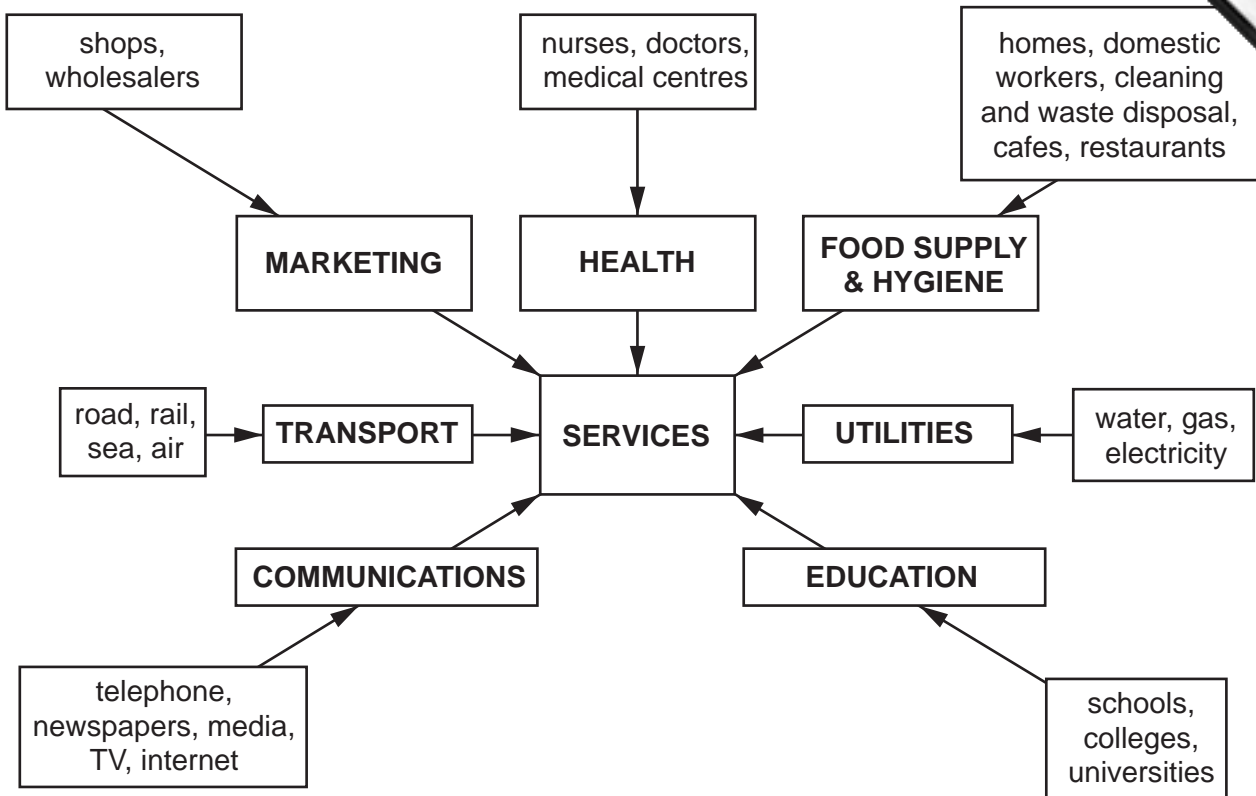 shops,
wholesalers
nurses, doctors,
medical centres
homes, domestic
workers, cleaning
and waste disposal,
cafes, restaurants
MARKETING
HEALTH
FOOD SUPPLY
& HYGIENE
road, rail,
sea, air
TRANSPORT
SERVICES
UTILITIES
water, gas,
electricity
COMMUNICATIONS
EDUCATION
telephone,
newspapers, media,
TV, internet
schools,
colleges,
universities